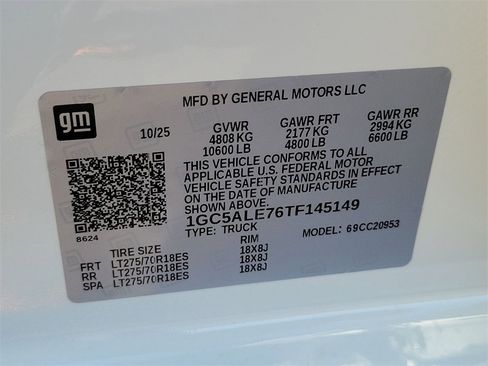 MFD BY GENERAL MOTORS LLC
gm
10/25 GVWR GAWR FRT GAWR RR
4808 KG 2177 KG 2994 KG
10600 LB 4800 LB 6600 LB
THIS VEHICLE CONFORMS TO ALL
APPLICABLE U.S. FEDERAL MOTOR
VEHICLE SAFETY STANDARDS IN EFFECT
ON THE DATE OF MANUFACTURE
SHOWN ABOVE.
1GC5ALE76TF145149
8624
TYPE: TRUCK MODEL: 69CC20953
TIRE SIZE RIM
FRT LT275/70R18ES 18X8J
RR LT275/70R18ES 18X8J
SPA LT275/70R18ES 18X8J